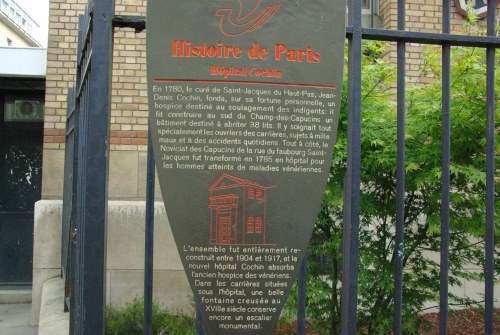 Histoire de Paris
Hôpital Cochin
En 1780, le curé de Saint-Jacques du Haut-Pas, Jean-
Denis Cochin, fonda, sur sa fortune personnelle, un
hospice destiné au soulagement des indigents: il
fit construire au sud du Champ-des-Capucins un
bâtiment destiné à abriter 38 lits. Il y soignait tout
spécialement les ouvriers des carrières, sujets à mille
maux et à des accidents quotidiens. Tout à côté, le
Noviciat des Capucins de la rue du faubourg Saint-
Jacques fut transformé en 1785 en hôpital pour
les hommes atteints de maladies vénériennes.
L'ensemble fut entièrement re-
construit entre 1904 et 1917, et le
nouvel hôpital Cochin absorba
l'ancien hospice des vénériens.
Dans les carrières situées
sous l'hôpital, une belle
fontaine creusée au
XVIIIe siècle conserve
encore un escalier
monumental.